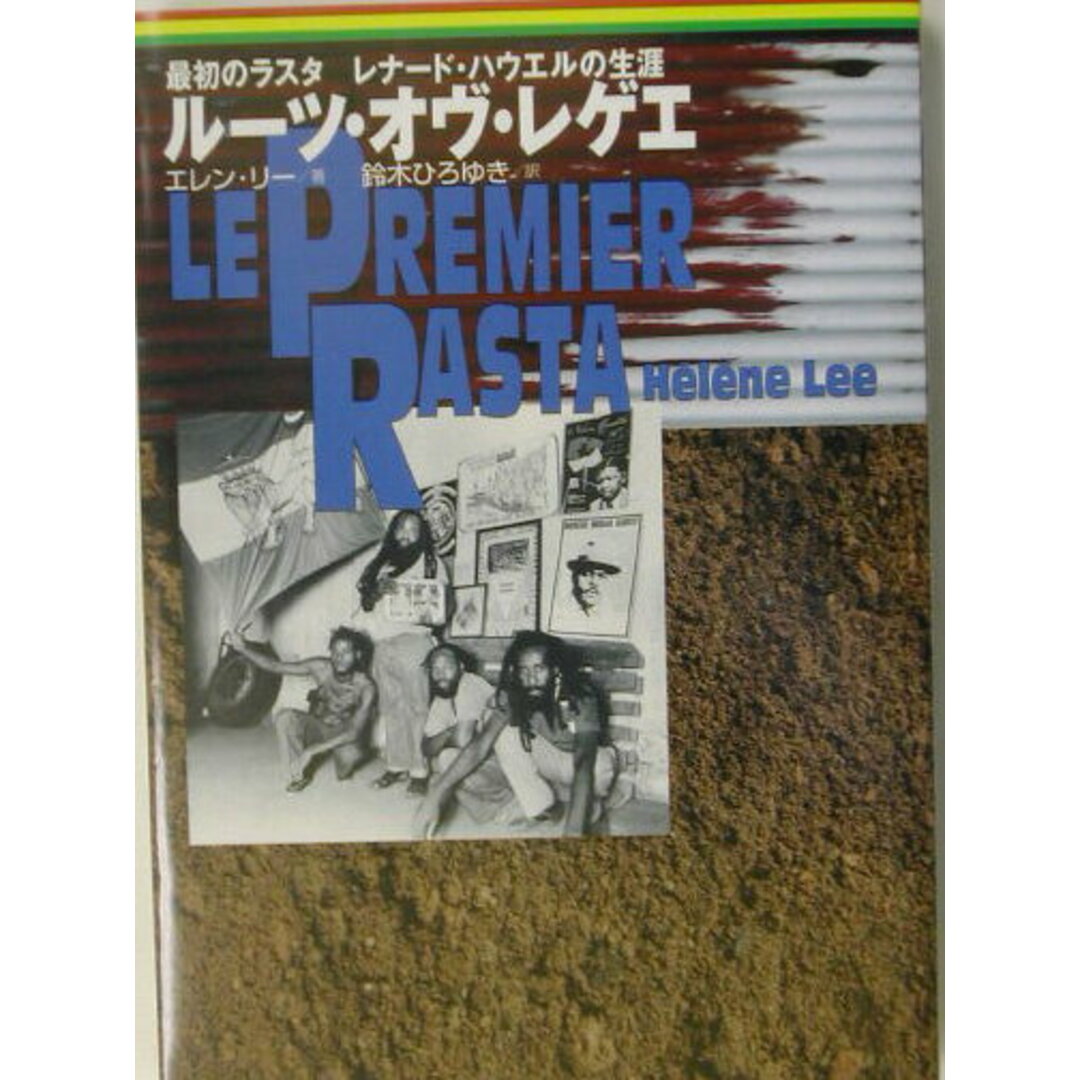 最初のラスタ　レナード・ハウエルの生涯
ルーツ・オヴ・レゲエ
エレン・リー／著　鈴木ひろゆき／訳
LE PREMIER
RASTA
Hélène Lee